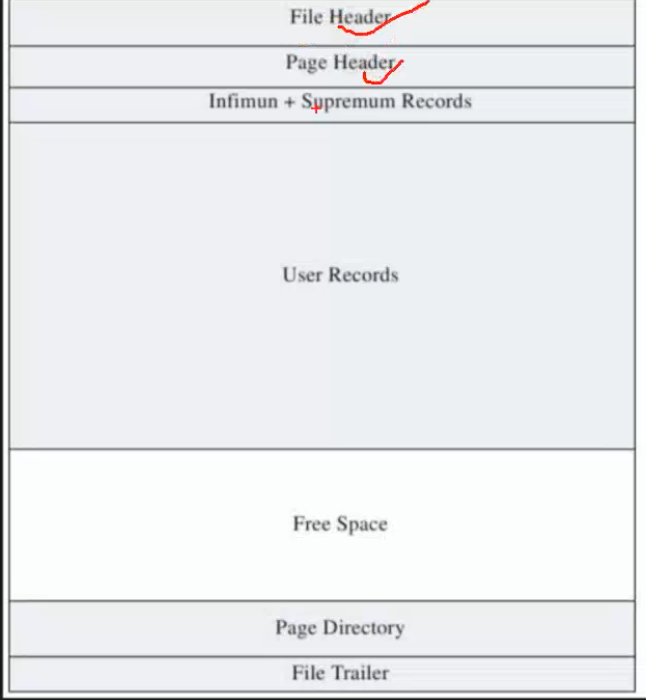 File Header
Page Header
Infimun + Supremum Records
User Records
Free Space
Page Directory
File Trailer